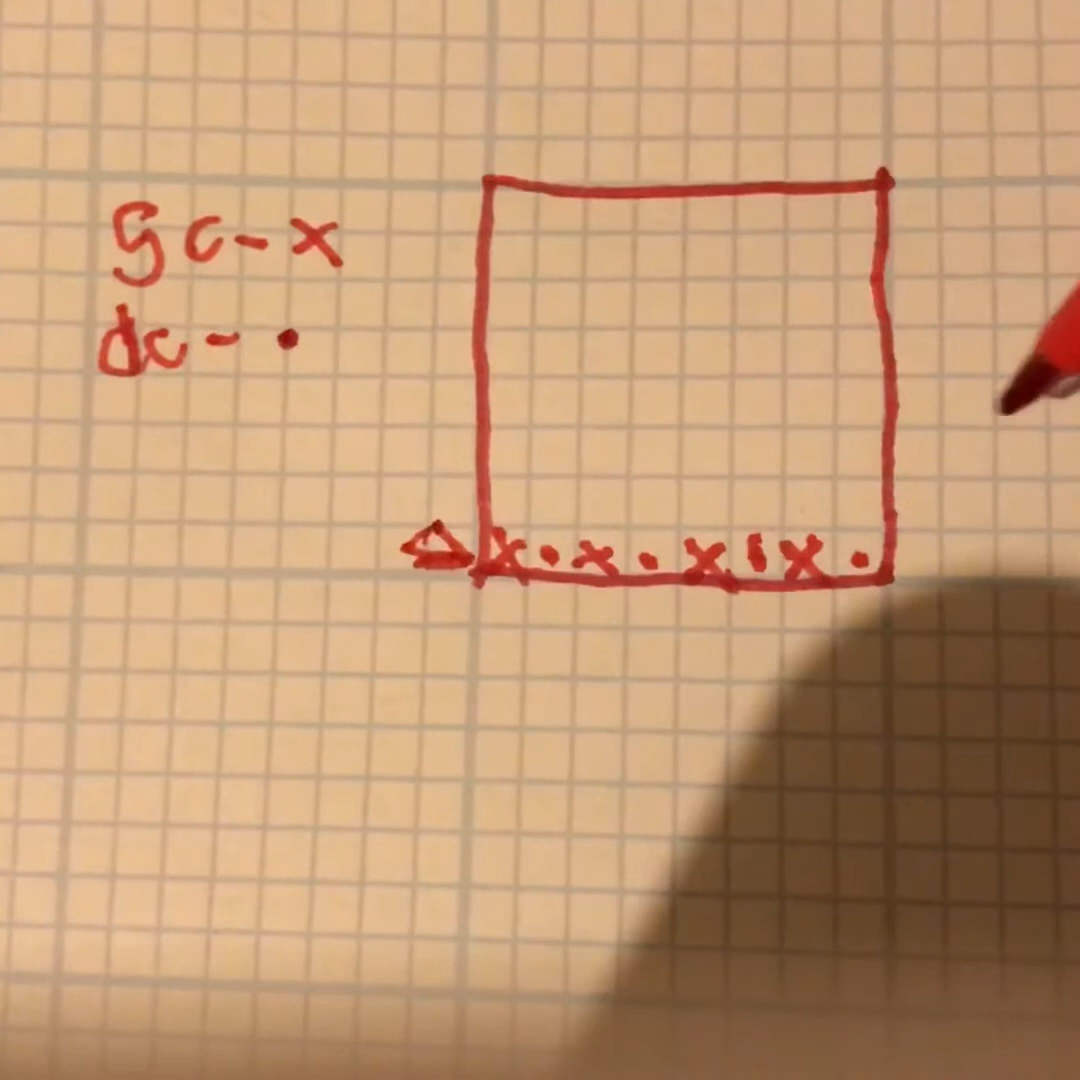 gc - x
dc - •
x • x • x • x •